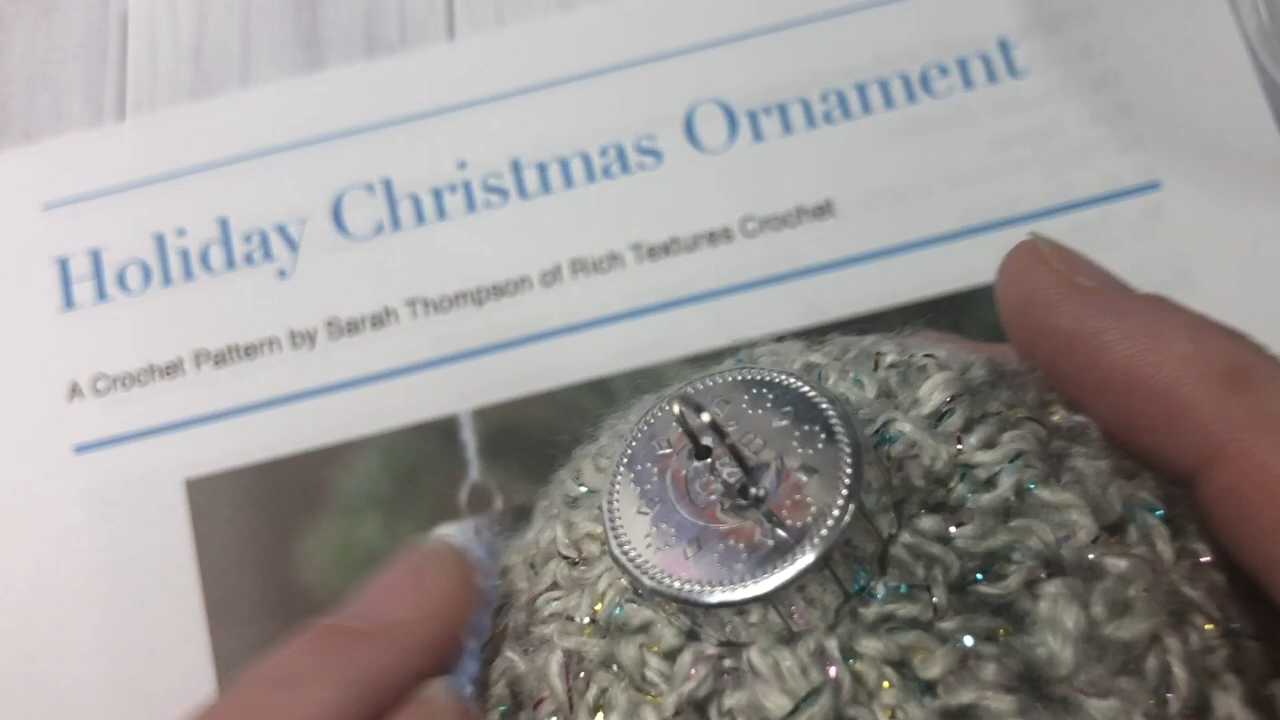 Holiday Christmas Ornament
A Crochet Pattern by Sarah Thompson of Rich Textures Crochet